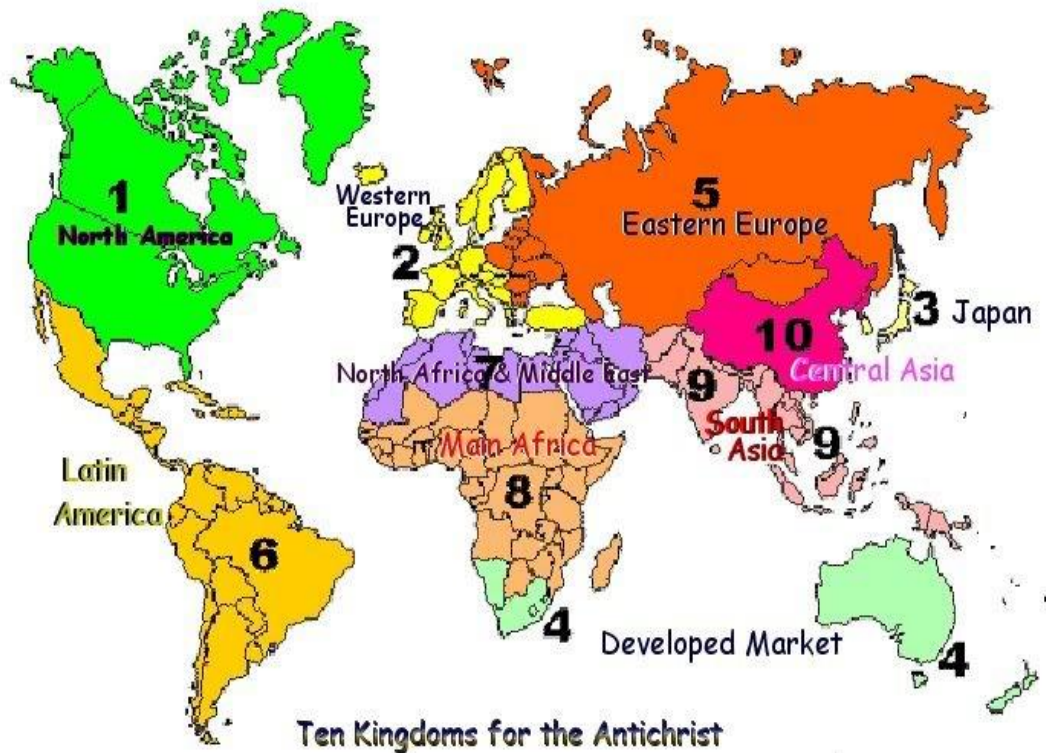 1
North America
Western
Europe
2
5
Eastern Europe
3 Japan
10
Central Asia
7
North Africa & Middle East
9
South
Asia
9
Main Africa
8
Latin
America
6
4
Developed Market
4
Ten Kingdoms for the Antichrist